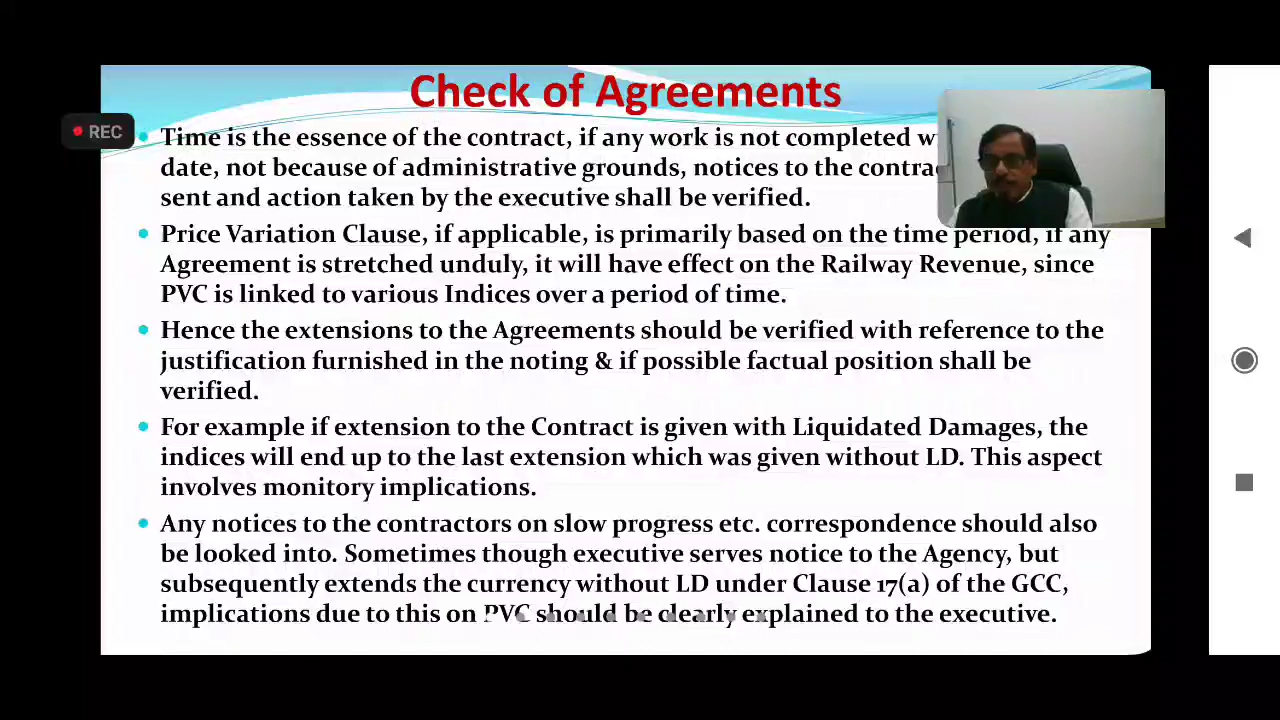 Check of Agreements
REC
Time is the essence of the contract, if any work is not completed
date, not because of administrative grounds, notices to the
sent and action taken by the executive shall be verified.
Price Variation Clause, if applicable, is primarily based on the time period, if any
Agreement is stretched unduly, it will have effect on the Railway Revenue, since
PVC is linked to various Indices over a period of time.
Hence the extensions to the Agreements should be verified with reference to the
justification furnished in the noting & if possible factual position shall be
verified.
For example if extension to the Contract is given with Liquidated Damages, the
indices will end up to the last extension which was given without LD. This aspect
involves monitory implications.
Any notices to the contractors on slow progress etc. correspondence should also
be looked into. Sometimes though executive serves notice to the Agency, but
subsequently extends the currency without LD under Clause 17(a) of the GCC,
implications due to this on PVC should be clearly explained to the executive.